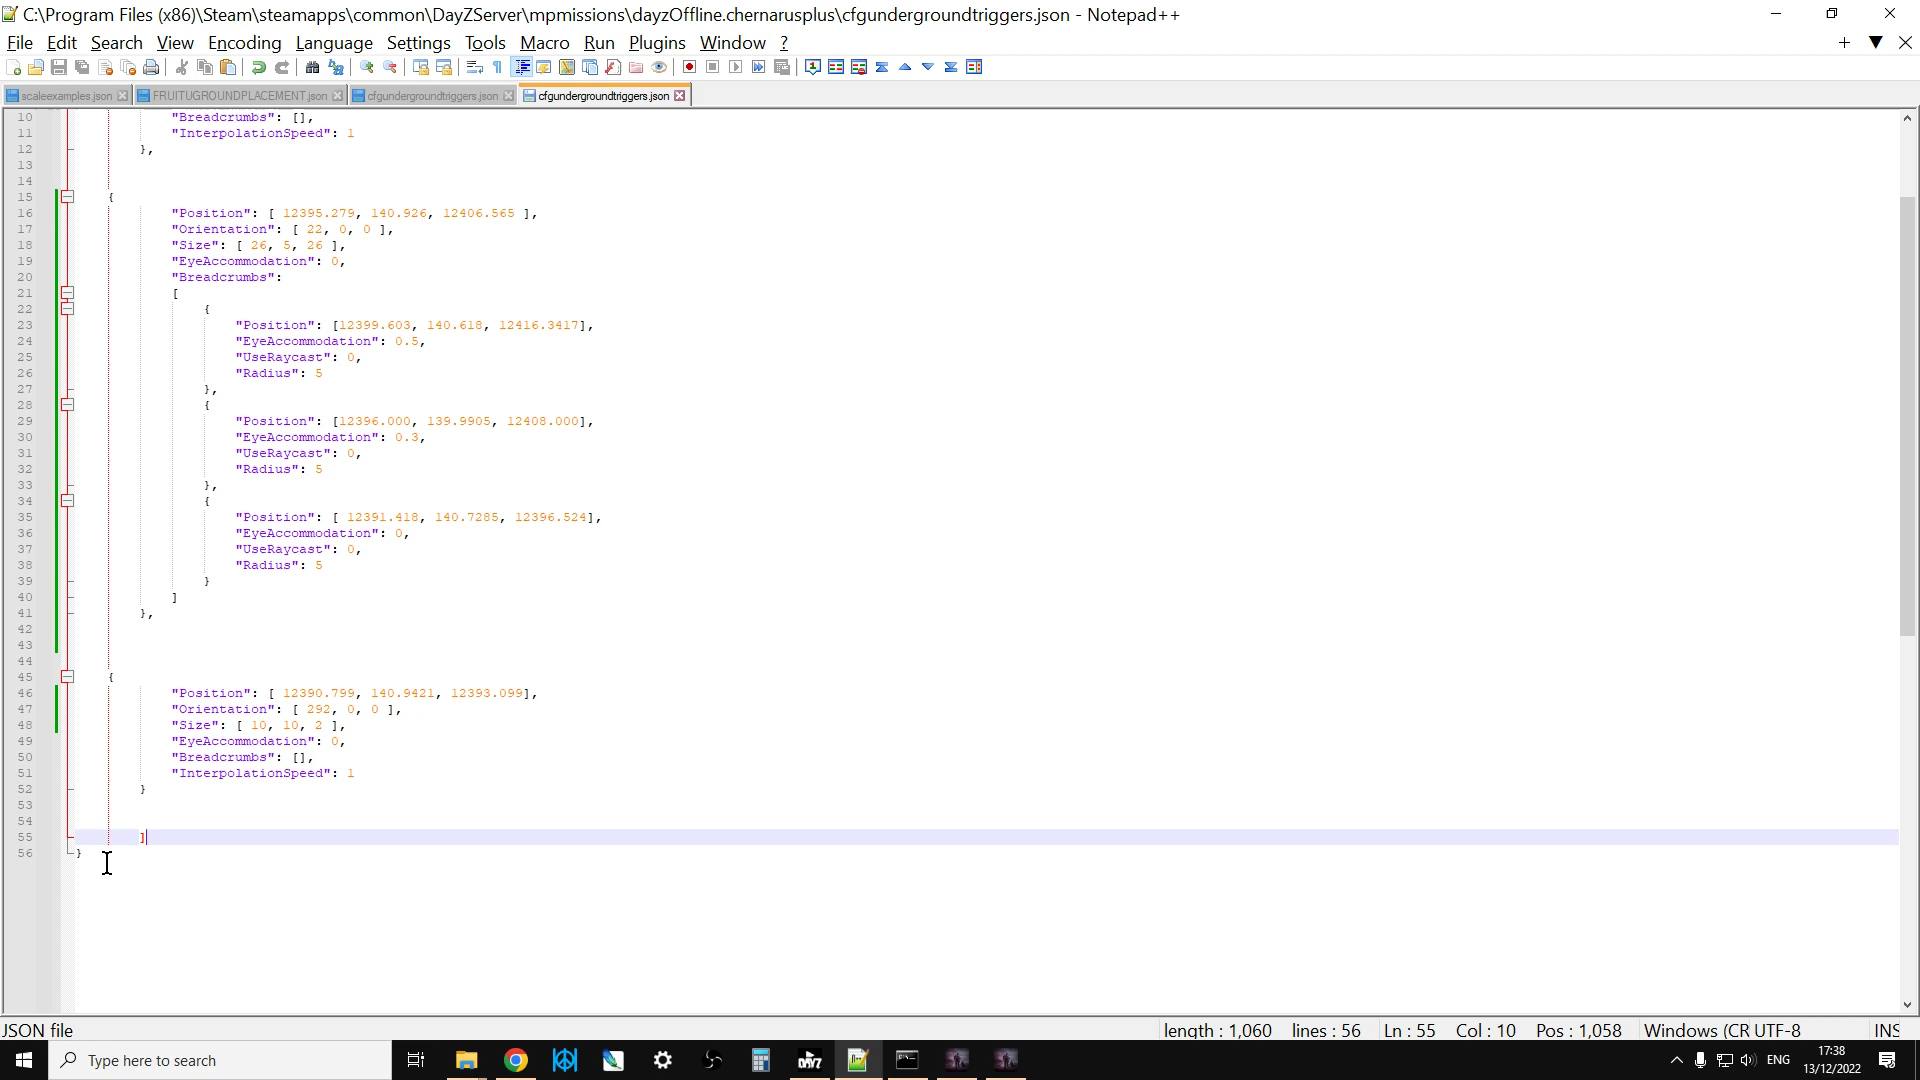 C:\Program Files (x86)\Steam\steamapps\common\DayZServer\mpmissions\dayzOffline.chernarusplus\cfgundergroundtriggers.json - Notepad++
File Edit Search View Encoding Language Settings Tools Macro Run Plugins Window ?
scaleexamples.json FRUITUGROUNDPLACEMENT.json cfgundergroundtriggers.json cfgundergroundtriggers.json
10 "Breadcrumbs": [],
11 "InterpolationSpeed": 1
12 },
13
14
15 {
16 "Position": [ 12395.279, 140.926, 12406.565 ],
17 "Orientation": [ 22, 0, 0 ],
18 "Size": [ 26, 5, 26 ],
19 "EyeAccommodation": 0,
20 "Breadcrumbs":
21 [
22 {
23 "Position": [12399.603, 140.618, 12416.3417],
24 "EyeAccommodation": 0.5,
25 "UseRaycast": 0,
26 "Radius": 5
27 },
28 {
29 "Position": [12396.000, 139.9905, 12408.000],
30 "EyeAccommodation": 0.3,
31 "UseRaycast": 0,
32 "Radius": 5
33 },
34 {
35 "Position": [ 12391.418, 140.7285, 12396.524],
36 "EyeAccommodation": 0,
37 "UseRaycast": 0,
38 "Radius": 5
39 }
40 ]
41 },
42
43
44
45 {
46 "Position": [ 12390.799, 140.9421, 12393.099],
47 "Orientation": [ 292, 0, 0 ],
48 "Size": [ 10, 10, 2 ],
49 "EyeAccommodation": 0,
50 "Breadcrumbs": [],
51 "InterpolationSpeed": 1
52 }
53
54
55 ]
56 }
JSON file length : 1,060 lines : 56 Ln : 55 Col : 10 Pos : 1,058 Windows (CR UTF-8 INS
Type here to search DAYZ ENG 17:38
13/12/2022